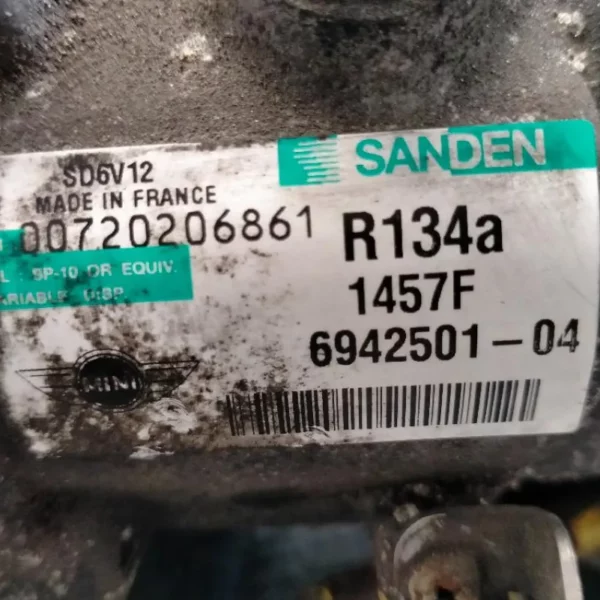 SANDEN
SD6V12
MADE IN FRANCE
00720206861
R134a
SP-10 OR EQUIV.
1457F
6942501-04
MINI